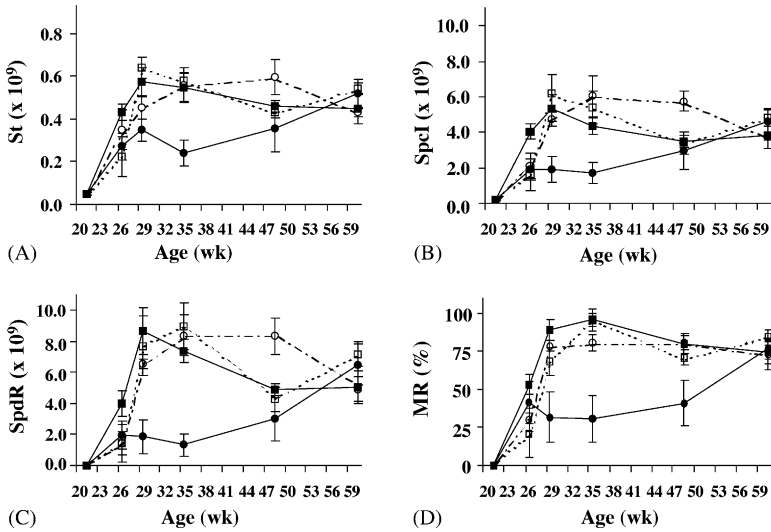 0.8
0.6
0.4
0.2
0.0
St (x 10⁹)
20 23 26 29 32 35 38 41 44 47 50 53 56 59
(A)
Age (wk)
10.0
8.0
6.0
4.0
2.0
0.0
SpcI (x 10⁹)
20 23 26 29 32 35 38 41 44 47 50 53 56 59
(B)
Age (wk)
10.0
8.0
6.0
4.0
2.0
0.0
SpdR (x 10⁹)
20 23 26 29 32 35 38 41 44 47 50 53 56 59
(C)
Age (wk)
100
75
50
25
0
MR (%)
20 23 26 29 32 35 38 41 44 47 50 53 56 59
(D)
Age (wk)